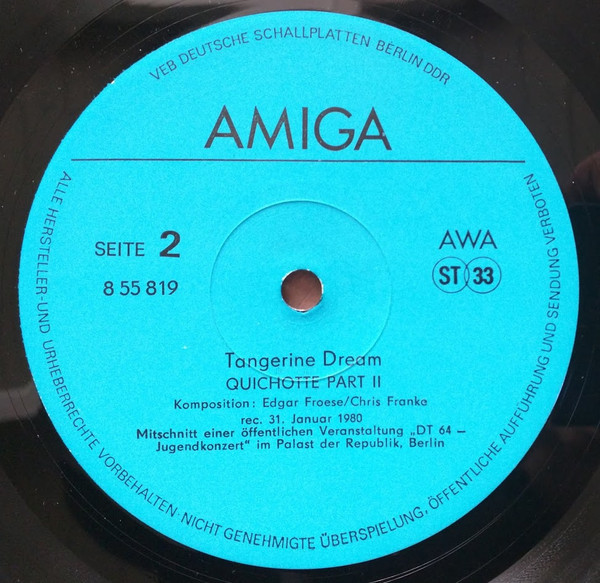 VEB DEUTSCHE SCHALLPLATTEN BERLIN DDR
AMIGA
SEITE 2
8 55 819
AWA
ST 33
Tangerine Dream
QUICHOTTE PART II
Komposition: Edgar Froese/Chris Franke
rec. 31. Januar 1980
Mitschnitt einer öffentlichen Veranstaltung „DT 64 –
Jugendkonzert“ im Palast der Republik, Berlin
ALLE HERSTELLER-UND URHEBERRECHTE VORBEHALTEN·NICHT GENEHMIGTE ÜBERSPIELUNG, ÖFFENTLICHE AUFFÜHRUNG UND SENDUNG VERBOTEN